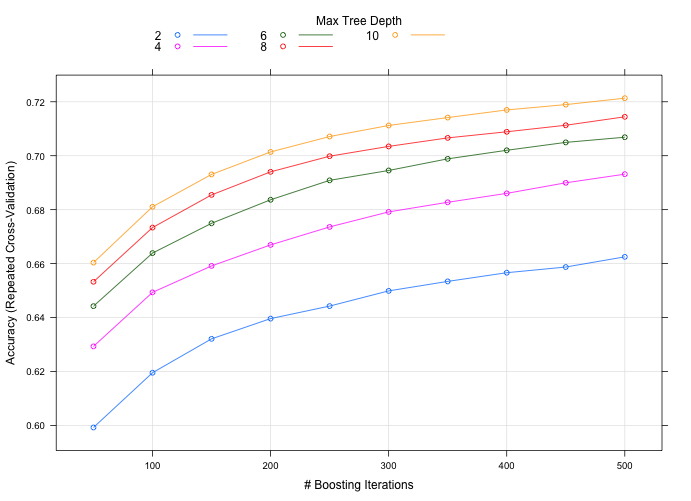 Max Tree Depth
2 6 10
4 8
0.72
0.70
0.68
0.66
0.64
0.62
0.60
Accuracy (Repeated Cross-Validation)
100 200 300 400 500
# Boosting Iterations